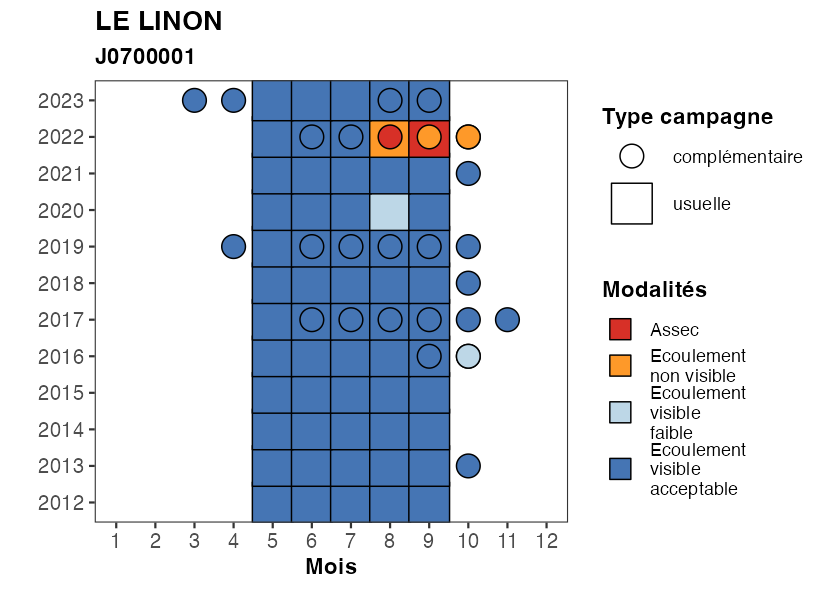 LE LINON
J0700001
2023
2022
2021
2020
2019
2018
2017
2016
2015
2014
2013
2012
1 2 3 4 5 6 7 8 9 10 11 12
Mois
Type campagne
complémentaire
usuelle
Modalités
Assec
Ecoulement
non visible
Ecoulement
visible
faible
Ecoulement
visible
acceptable